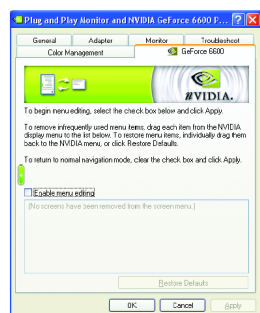 Plug and Play Monitor and NVIDIA GeForce 6600 P...
General
Adapter
Monitor
Troubleshoot
Color Management
GeForce 6600
NVIDIA.
To begin menu editing, select the check box below and click Apply.
To remove infrequently used menu items, drag each item from the NVIDIA
display menu to the list below. To restore menu items, individually drag them
back to the NVIDIA menu, or click Restore Defaults.
To return to normal navigation mode, clear the check box and click Apply.
Enable menu editing
(No screens have been removed from the screen menu.)
Restore Defaults
OK
Cancel
Apply